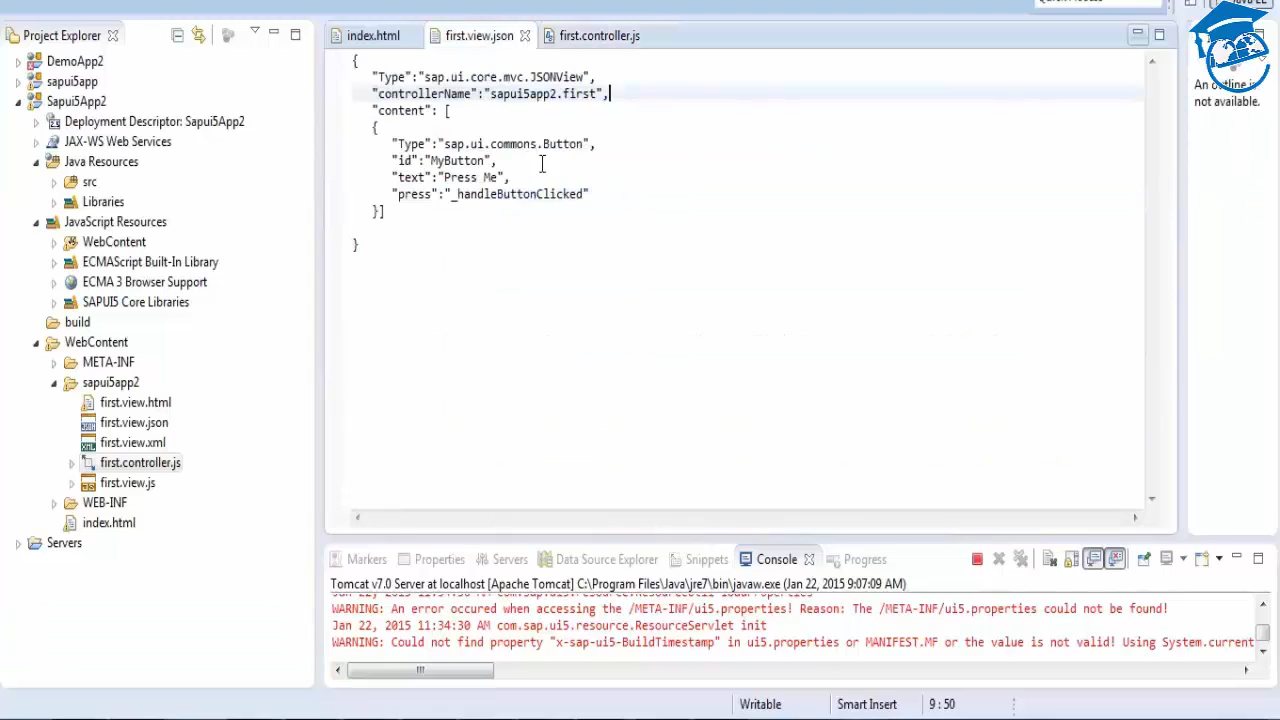 Project Explorer
index.html
first.view.json
first.controller.js
DemoApp2
sapui5app
Sapui5App2
Deployment Descriptor: Sapui5App2
JAX-WS Web Services
Java Resources
src
Libraries
JavaScript Resources
WebContent
ECMAScript Built-In Library
ECMA 3 Browser Support
SAPUI5 Core Libraries
build
WebContent
META-INF
sapui5app2
first.view.html
first.view.json
first.view.xml
first.controller.js
first.view.js
WEB-INF
index.html
Servers
{
"Type":"sap.ui.core.mvc.JSONView",
"controllerName":"sapui5app2.first",
"content": [
{
"Type":"sap.ui.commons.Button",
"id":"MyButton",
"text":"Press Me",
"press":"_handleButtonClicked"
}]
}
An outline is
not available.
Markers
Properties
Servers
Data Source Explorer
Snippets
Console
Progress
Tomcat v7.0 Server at localhost [Apache Tomcat] C:\Program Files\Java\jre7\bin\javaw.exe (Jan 22, 2015 9:07:09 AM)
WARNING: An error occured when accessing the /META-INF/ui5.properties! Reason: The /META-INF/ui5.properties could not be found!
Jan 22, 2015 11:34:30 AM com.sap.ui5.resource.ResourceServlet init
WARNING: Could not find property "x-sap-ui5-BuildTimestamp" in ui5.properties or MANIFEST.MF or the value is not valid! Using System.current
Writable
Smart Insert
9 : 50